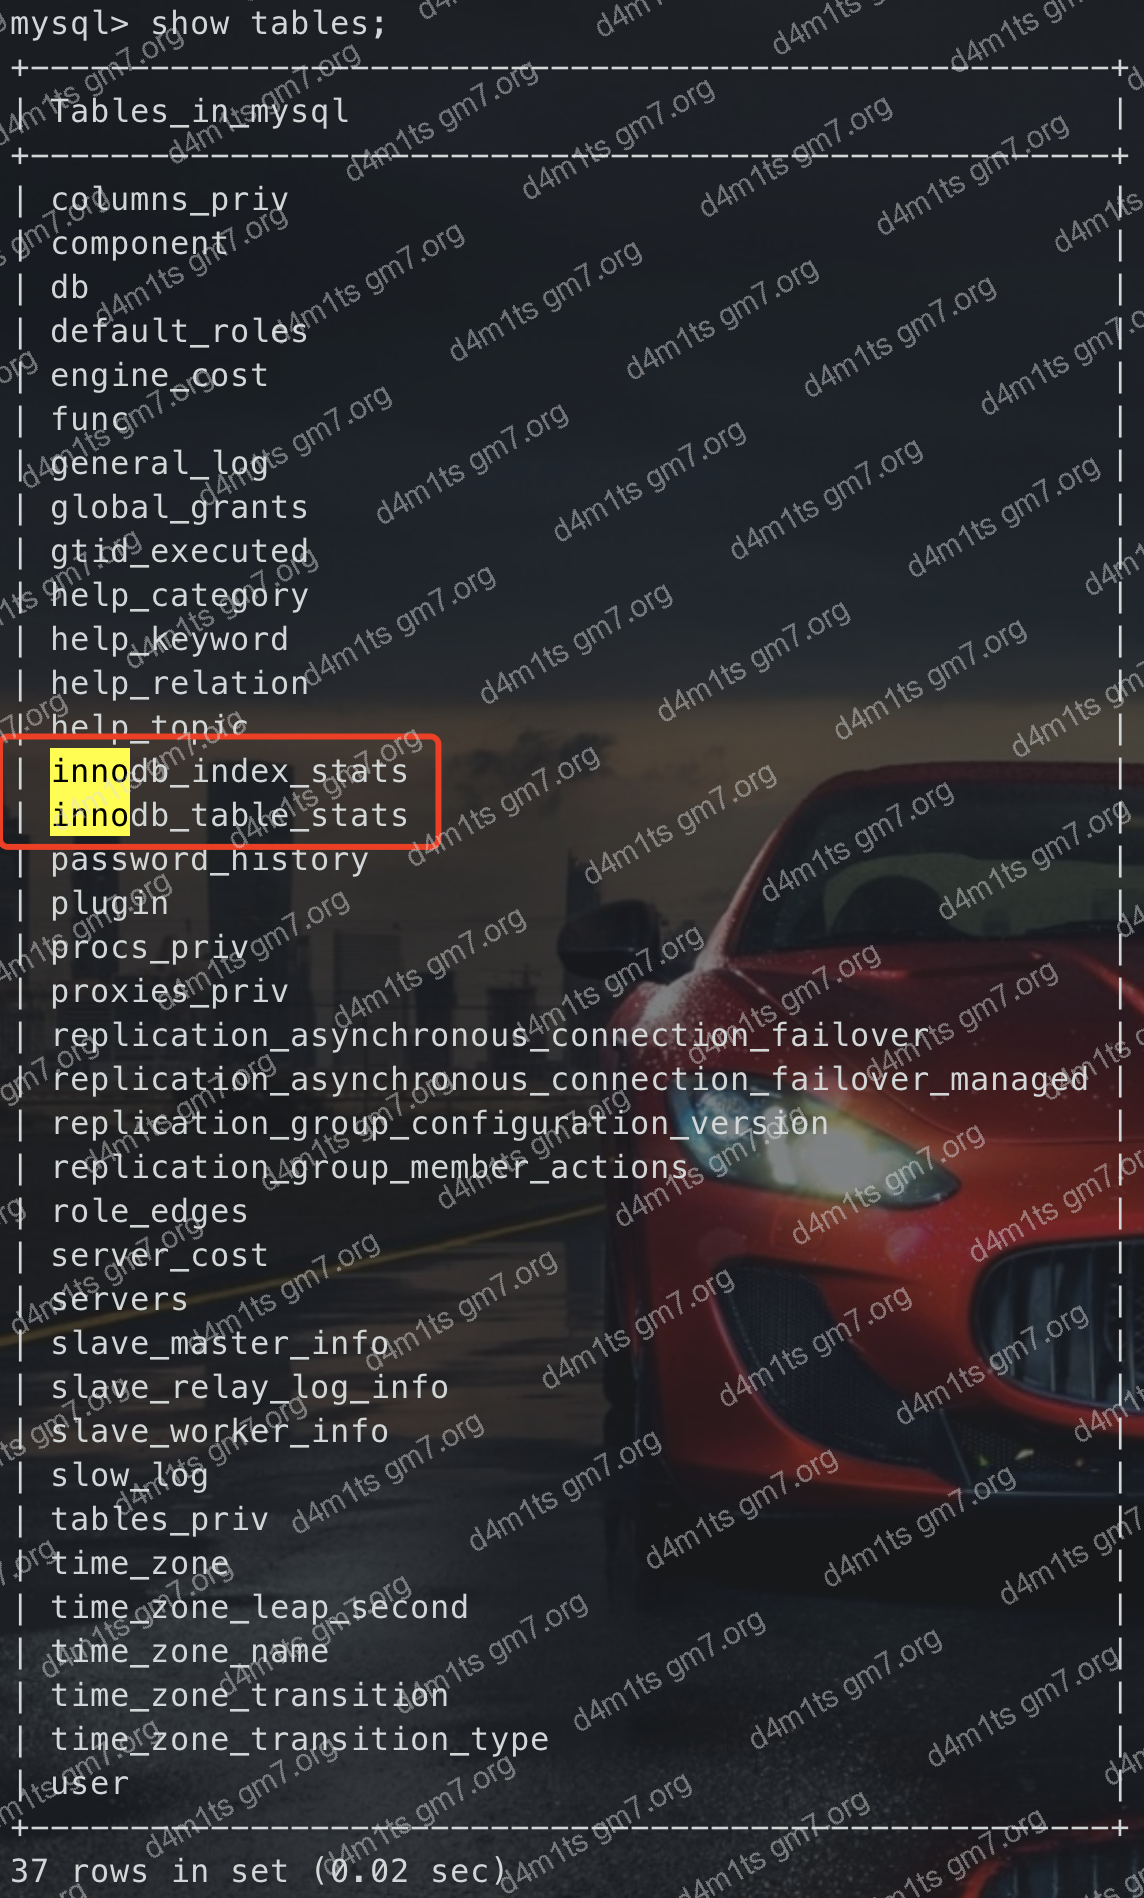 mysql> show tables;
+------------------------------------------------------+
| Tables_in_mysql |
+------------------------------------------------------+
| columns_priv |
| component |
| db |
| default_roles |
| engine_cost |
| func |
| general_log |
| global_grants |
| gtid_executed |
| help_category |
| help_keyword |
| help_relation |
| help_topic |
| innodb_index_stats |
| innodb_table_stats |
| password_history |
| plugin |
| procs_priv |
| proxies_priv |
| replication_asynchronous_connection_failover |
| replication_asynchronous_connection_failover_managed |
| replication_group_configuration_version |
| replication_group_member_actions |
| role_edges |
| server_cost |
| servers |
| slave_master_info |
| slave_relay_log_info |
| slave_worker_info |
| slow_log |
| tables_priv |
| time_zone |
| time_zone_leap_second |
| time_zone_name |
| time_zone_transition |
| time_zone_transition_type |
| user |
+------------------------------------------------------+
37 rows in set (0.02 sec)
d4m1ts gm7.org